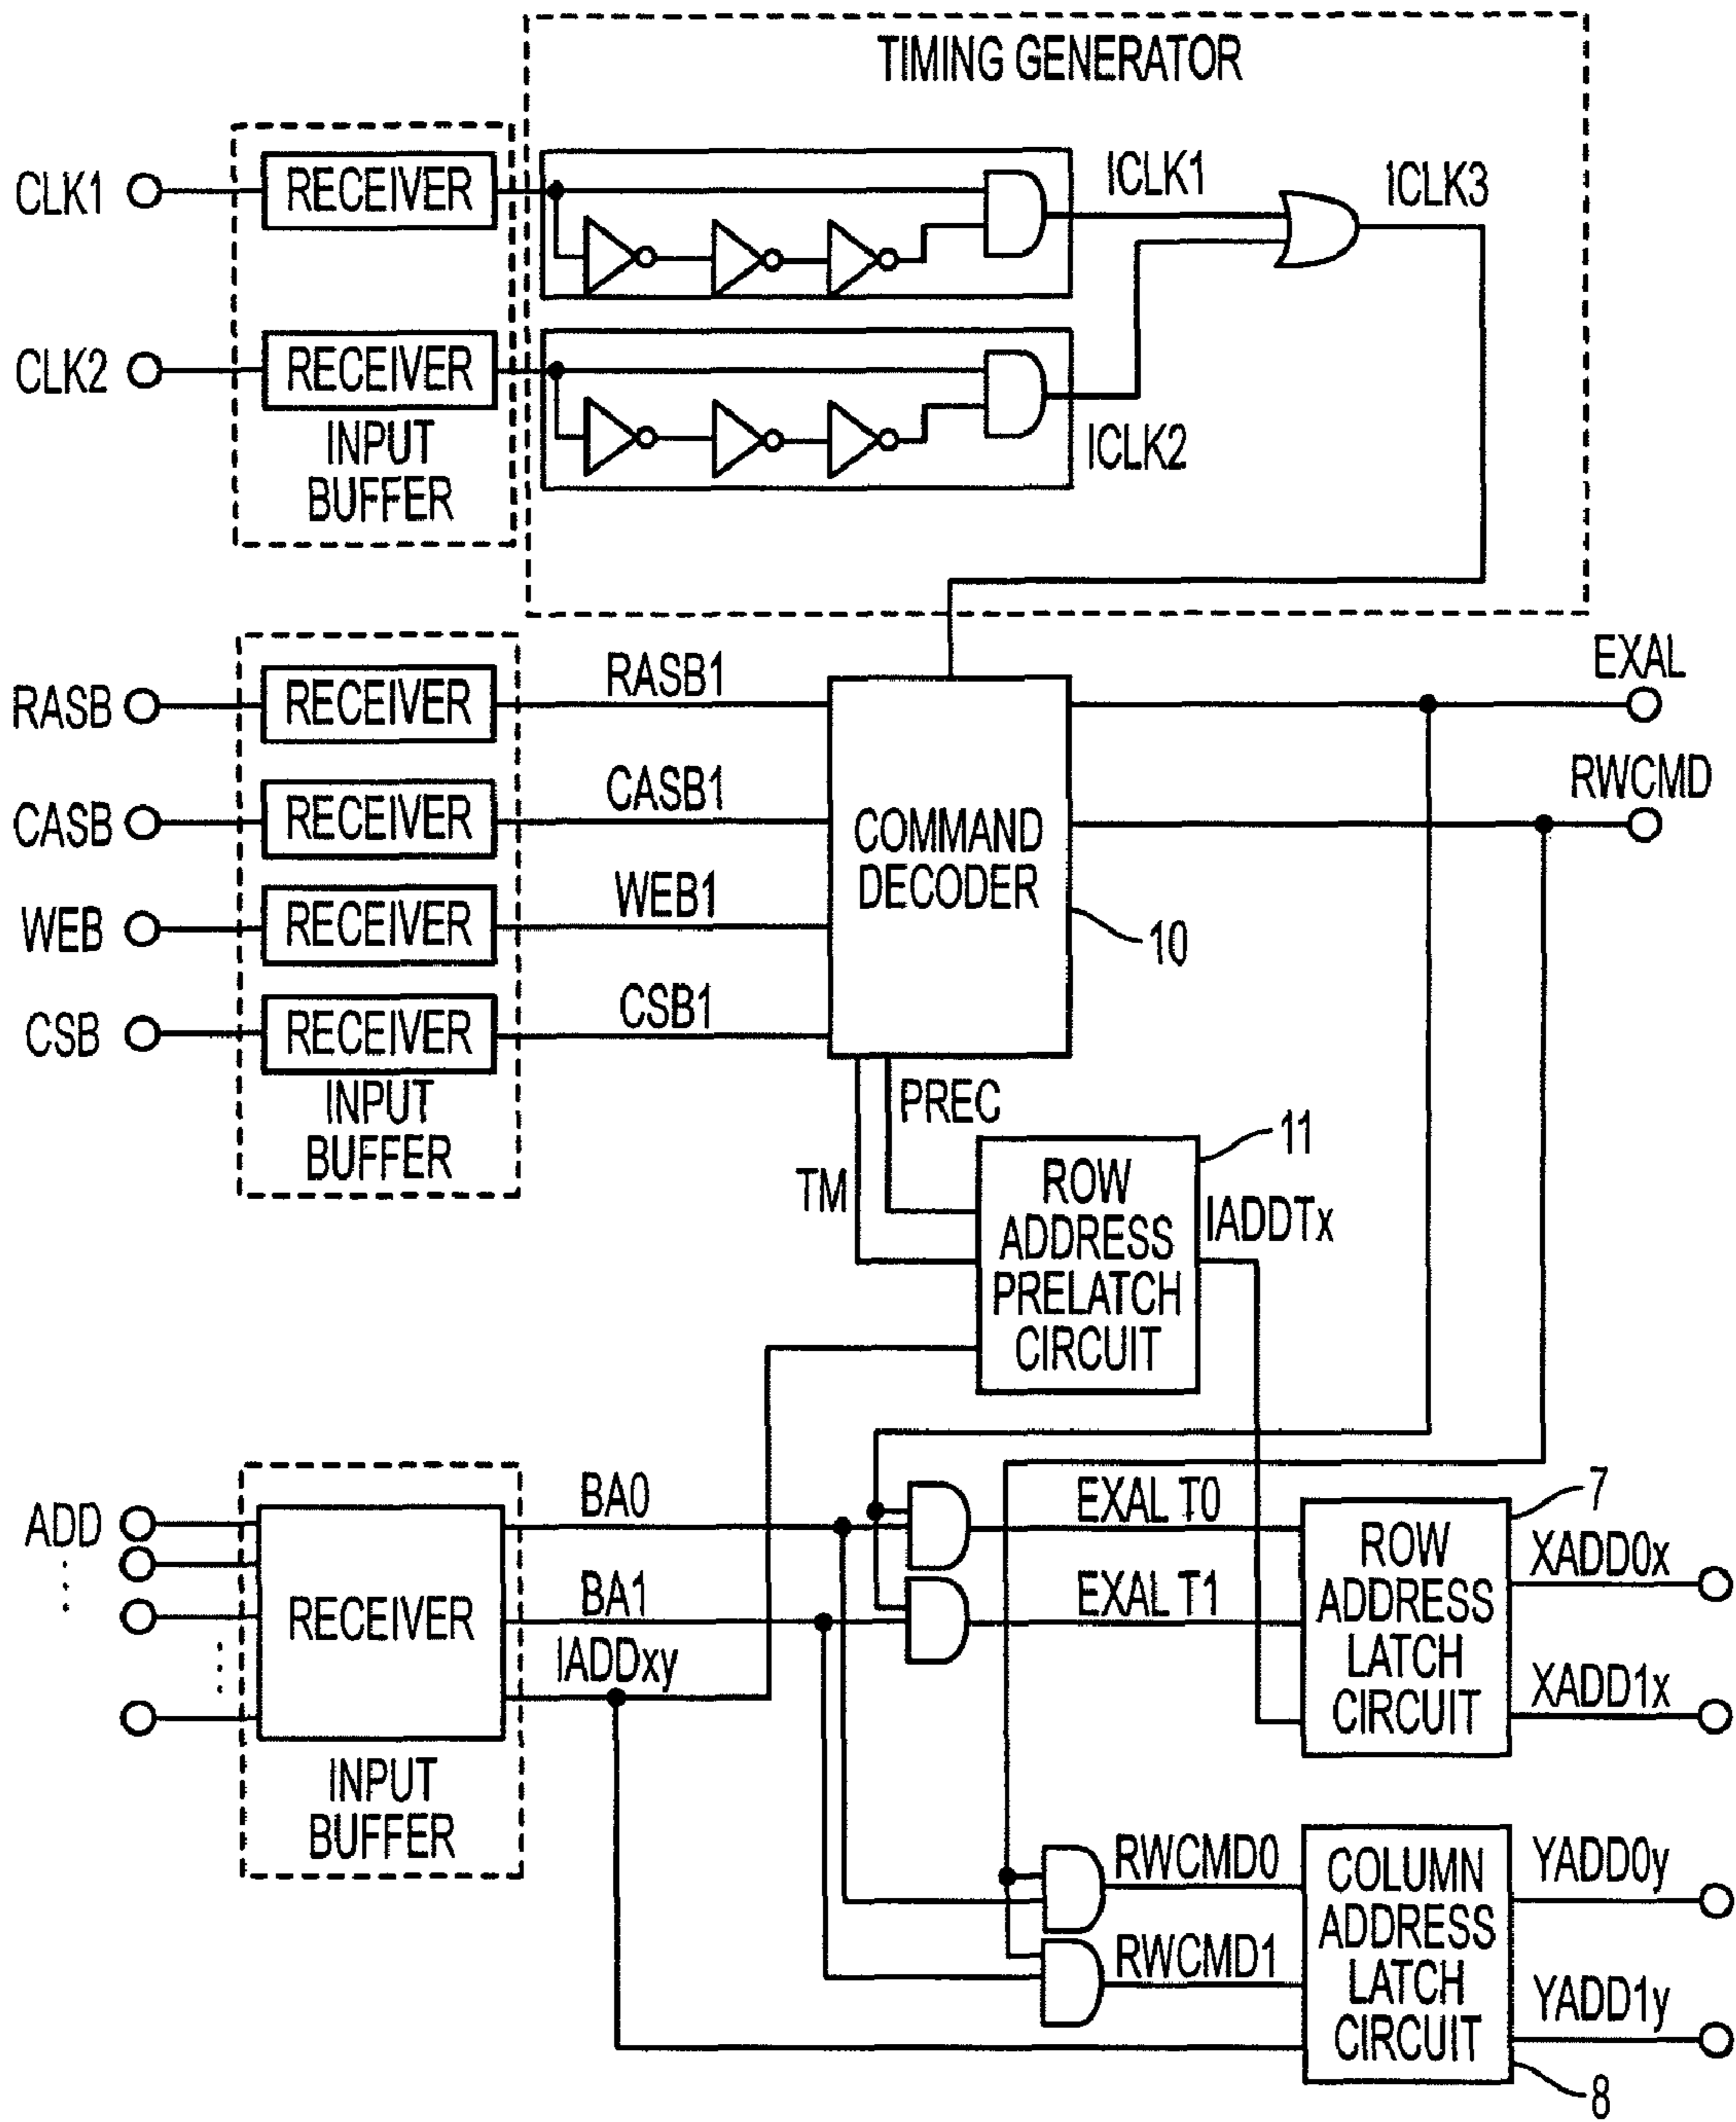 TIMING GENERATOR
CLK1
RECEIVER
ICLK1
ICLK3
CLK2
RECEIVER
INPUT
BUFFER
ICLK2
RASB
RECEIVER
RASB1
EXAL
CASB
RECEIVER
CASB1
RWCMD
COMMAND
DECODER
WEB
RECEIVER
WEB1
10
CSB
RECEIVER
CSB1
INPUT
BUFFER
PREC
TM
11
ROW
ADDRESS
PRELATCH
CIRCUIT
IADDTx
ADD
RECEIVER
BA0
BA1
IADDxy
INPUT
BUFFER
EXAL T0
EXAL T1
7
ROW
ADDRESS
LATCH
CIRCUIT
XADD0x
XADD1x
RWCMD0
RWCMD1
COLUMN
ADDRESS
LATCH
CIRCUIT
YADD0y
YADD1y
8